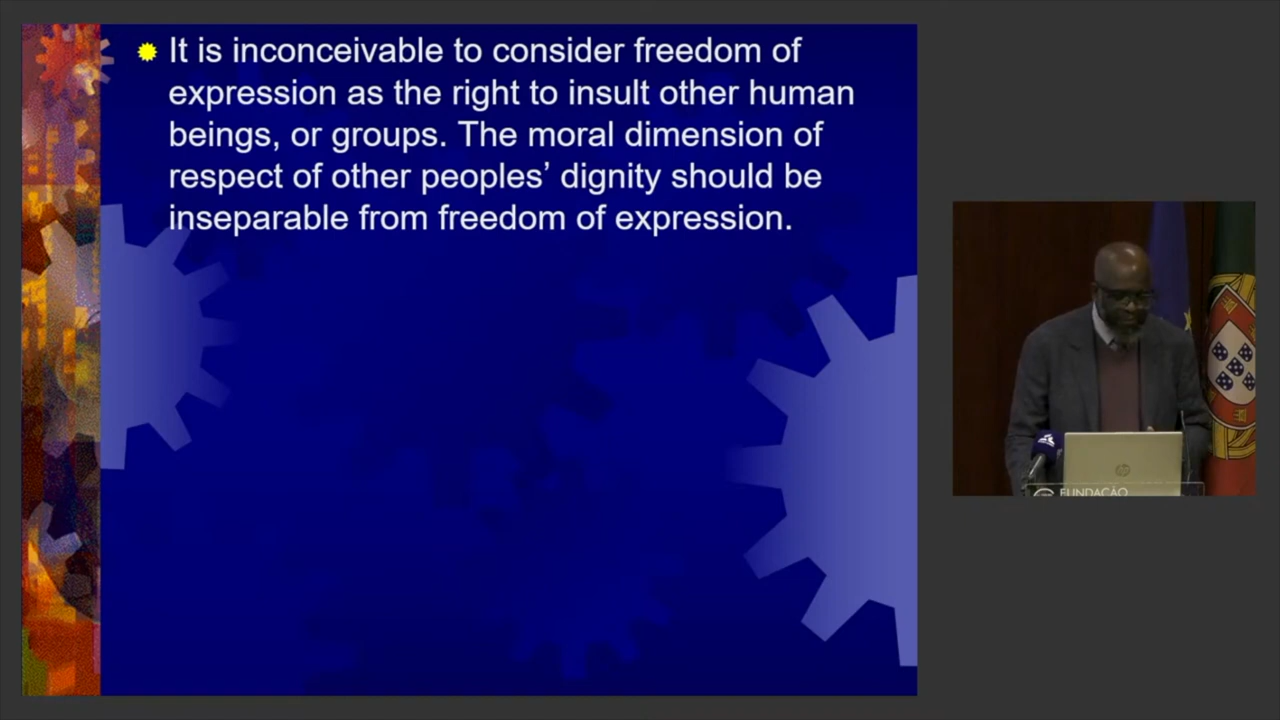 It is inconceivable to consider freedom of
expression as the right to insult other human
beings, or groups. The moral dimension of
respect of other peoples’ dignity should be
inseparable from freedom of expression.
FUNDAÇÃO